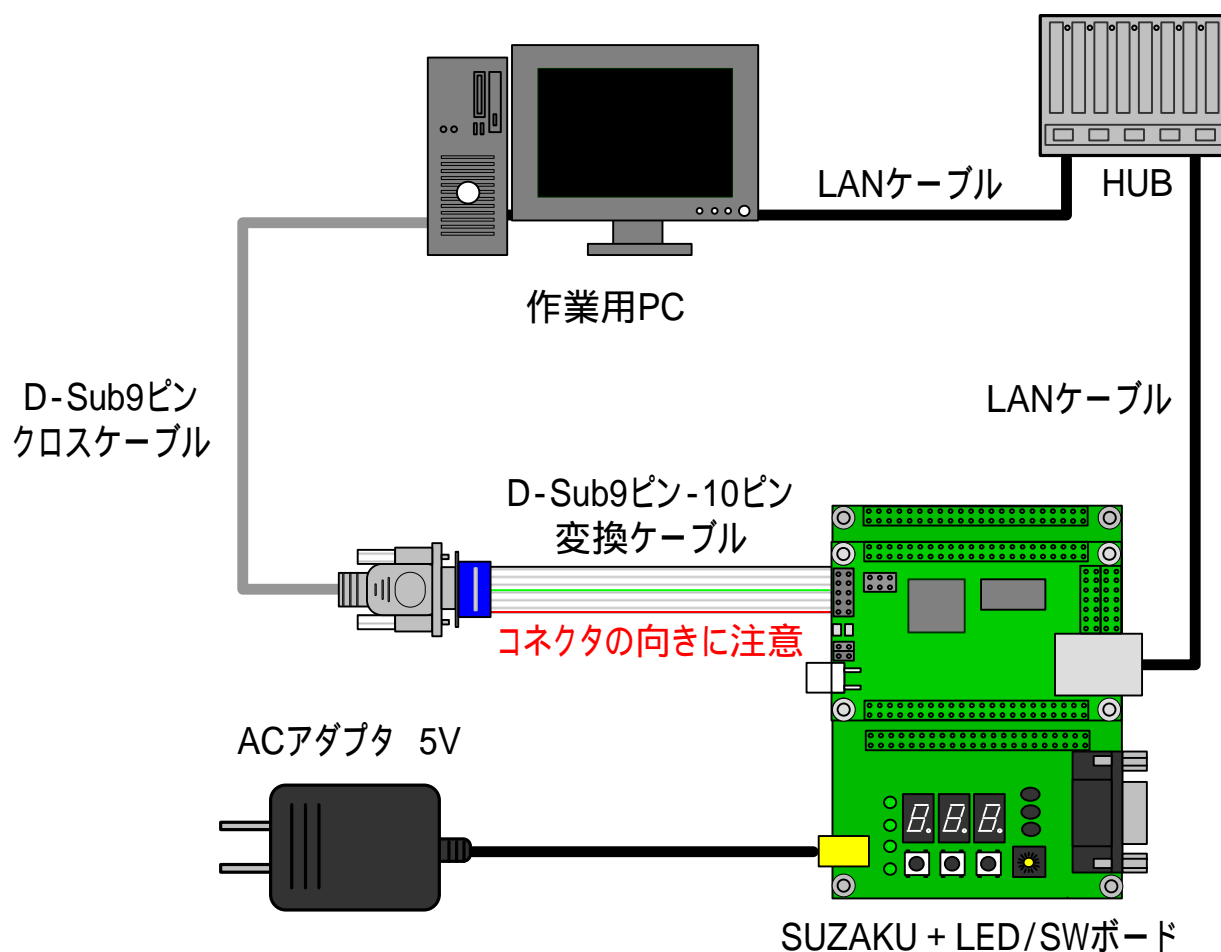 LANケーブル
HUB
作業用PC
D-Sub9ピン
クロスケーブル
LANケーブル
D-Sub9ピン-10ピン
変換ケーブル
コネクタの向きに注意
ACアダプタ 5V
8.8.8.
SUZAKU + LED/SWボード